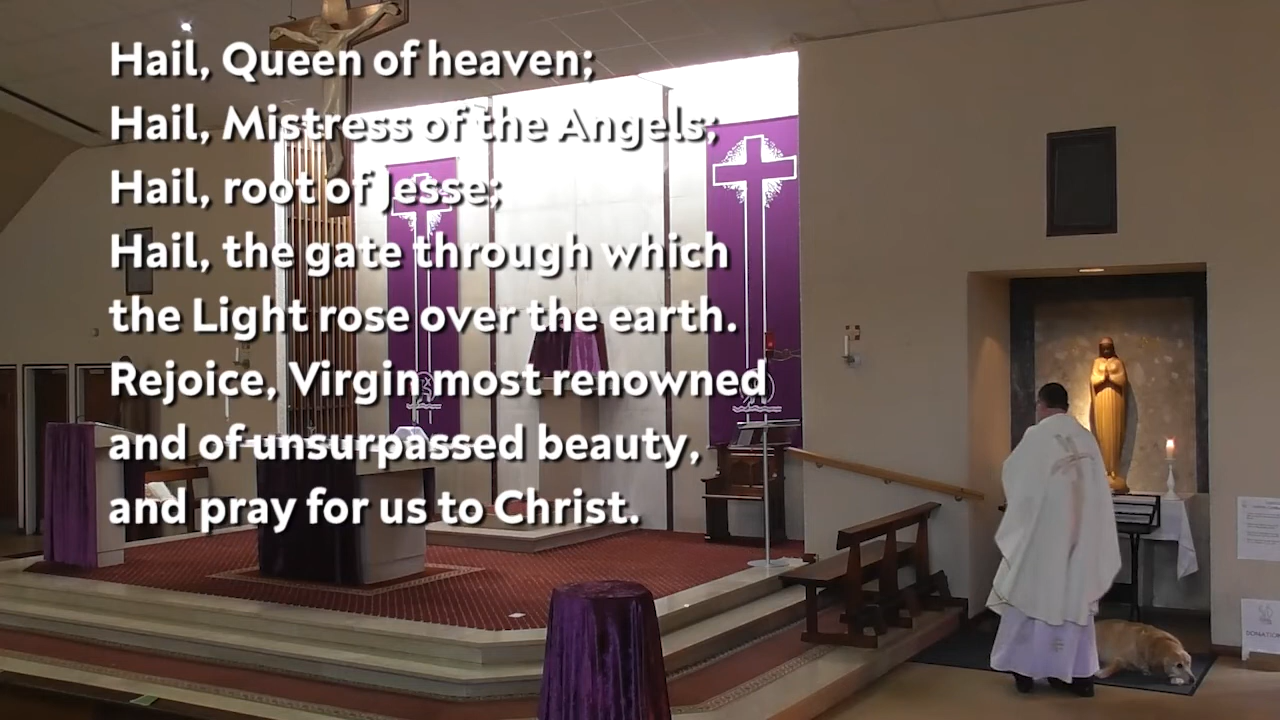 Hail, Queen of heaven;
Hail, Mistress of the Angels;
Hail, root of Jesse;
Hail, the gate through which
the Light rose over the earth.
Rejoice, Virgin most renowned
and of unsurpassed beauty,
and pray for us to Christ.
DONATION